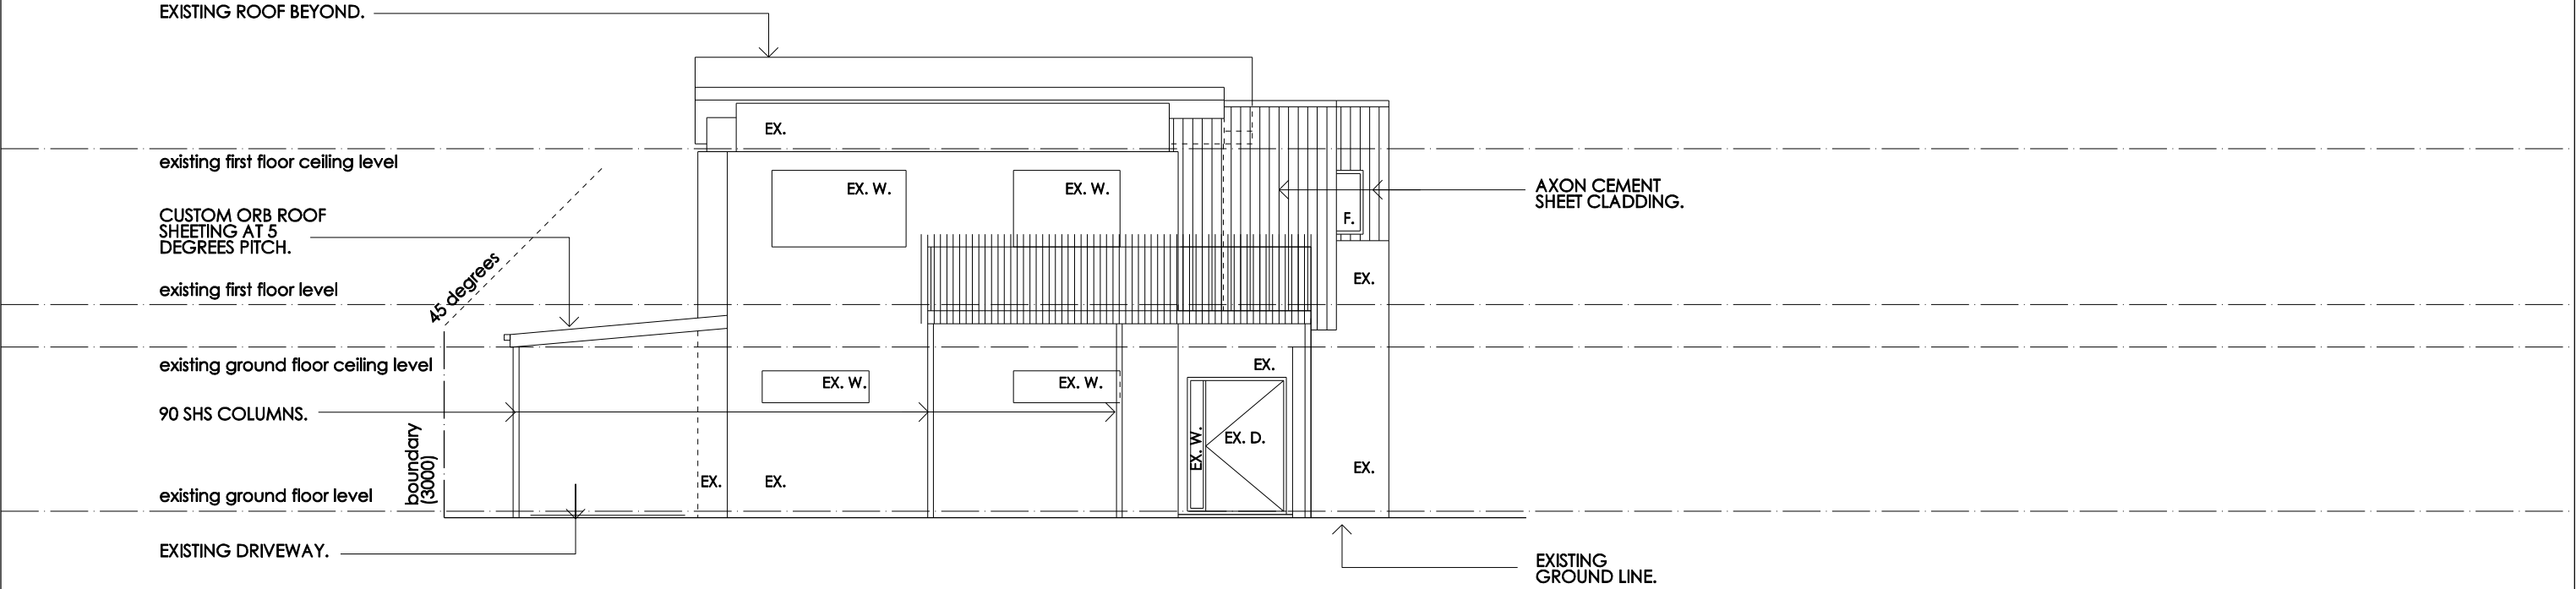 EXISTING ROOF BEYOND.
EX.
existing first floor ceiling level
EX. W.
EX. W.
AXON CEMENT
SHEET CLADDING.
CUSTOM ORB ROOF
SHEETING AT 5
DEGREES PITCH.
F.
45 degrees
EX.
existing first floor level
existing ground floor ceiling level
EX.
EX. W.
EX. W.
90 SHS COLUMNS.
EX. W.
EX. D.
boundary
(3000)
EX.
EX.
EX.
existing ground floor level
EXISTING DRIVEWAY.
EXISTING
GROUND LINE.